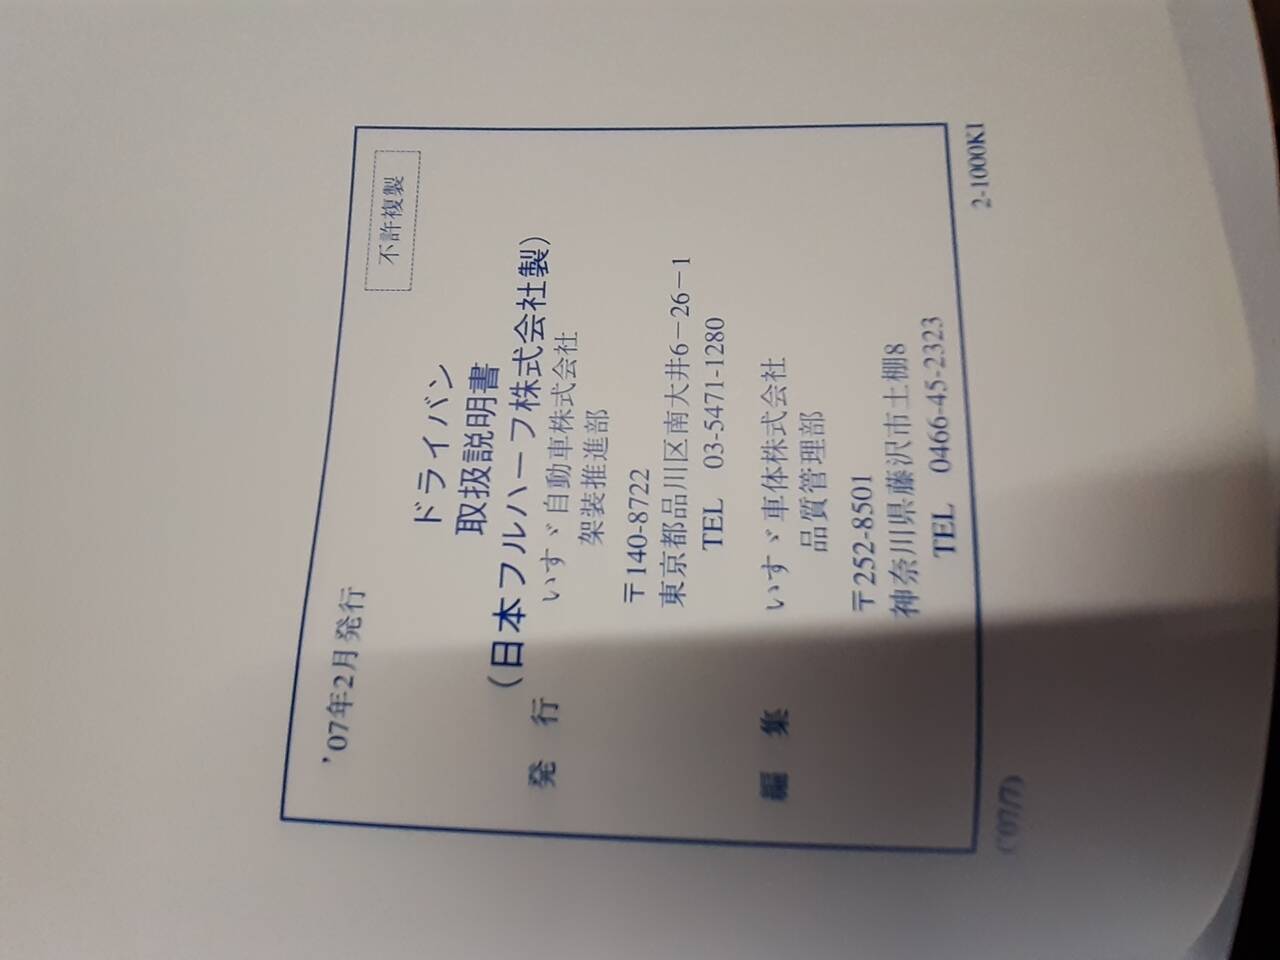 '07年2月発行
不許複製
ドライバン
取扱説明書
(日本フルハーフ株式会社製)
発 行 いすゞ自動車株式会社
架装推進部
〒140-8722
東京都品川区南大井6-26-1
TEL 03-5471-1280
編 集 いすゞ車体株式会社
品質管理部
〒252-8501
神奈川県藤沢市土棚8
TEL 0466-45-2323
('07/7) 2-1000KI